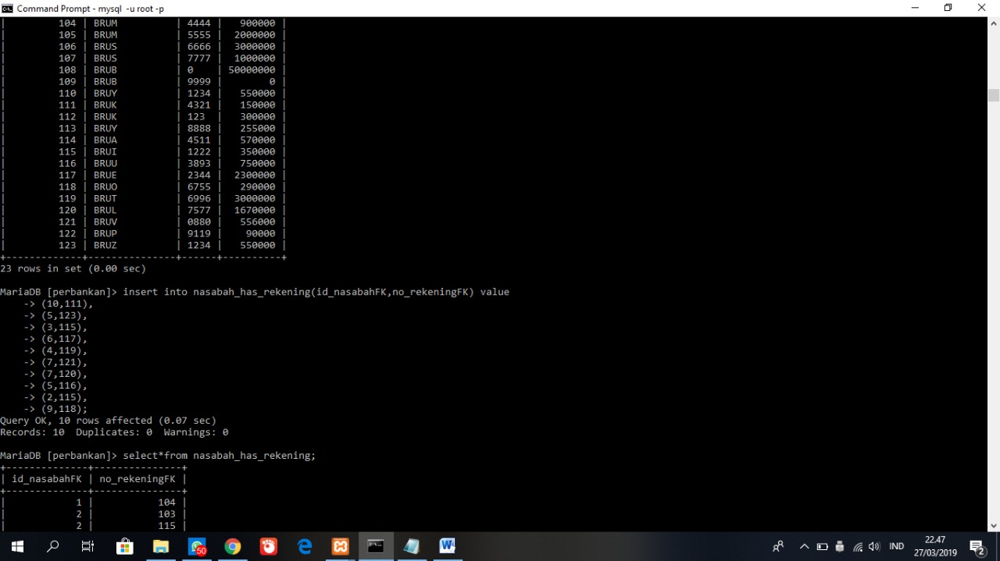 Command Prompt - mysql -u root -p
| 104 | BRUM | 4444 | 900000 |
| 105 | BRUM | 5555 | 2000000 |
| 106 | BRUS | 6666 | 3000000 |
| 107 | BRUS | 7777 | 1000000 |
| 108 | BRUB | 0 | 50000000 |
| 109 | BRUB | 9999 | 0 |
| 110 | BRUY | 1234 | 550000 |
| 111 | BRUK | 4321 | 150000 |
| 112 | BRUK | 123 | 300000 |
| 113 | BRUY | 8888 | 255000 |
| 114 | BRUA | 4511 | 570000 |
| 115 | BRUI | 1222 | 350000 |
| 116 | BRUU | 3893 | 750000 |
| 117 | BRUE | 2344 | 2300000 |
| 118 | BRUO | 6755 | 290000 |
| 119 | BRUT | 6996 | 3000000 |
| 120 | BRUL | 7577 | 1670000 |
| 121 | BRUV | 0880 | 556000 |
| 122 | BRUP | 9119 | 90000 |
| 123 | BRUZ | 1234 | 550000 |
+-------------+--------------+------+----------+
23 rows in set (0.00 sec)
MariaDB [perbankan]> insert into nasabah_has_rekening(id_nasabahFK,no_rekeningFK) value
-> (10,111),
-> (5,123),
-> (3,115),
-> (6,117),
-> (4,119),
-> (7,121),
-> (7,120),
-> (5,116),
-> (2,115),
-> (9,118);
Query OK, 10 rows affected (0.07 sec)
Records: 10  Duplicates: 0  Warnings: 0
MariaDB [perbankan]> select*from nasabah_has_rekening;
+--------------+---------------+
| id_nasabahFK | no_rekeningFK |
+--------------+---------------+
| 1 | 104 |
| 2 | 103 |
| 2 | 115 |
50
IND
22.47
27/03/2019
2